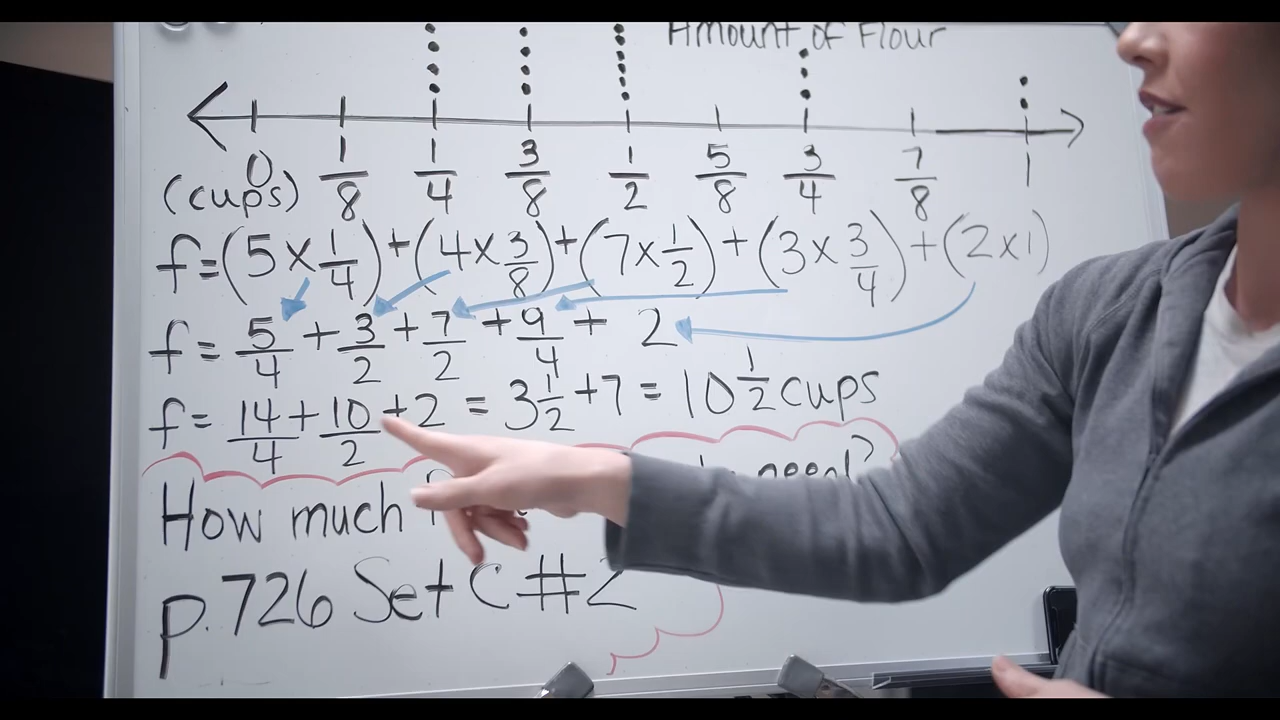 Amount of Flour
0 1/8 1/4 3/8 1/2 5/8 3/4 7/8 1
(cups)
f=(5×1/4)+(4×3/8)+(7×1/2)+(3×3/4)+(2×1)
f= 5/4 + 3/2 + 7/2 + 9/4 + 2
f= 14/4 + 10/2 + 2 = 3 1/2 + 7 = 10 1/2 cups
How much need?
p. 726 Set C #2